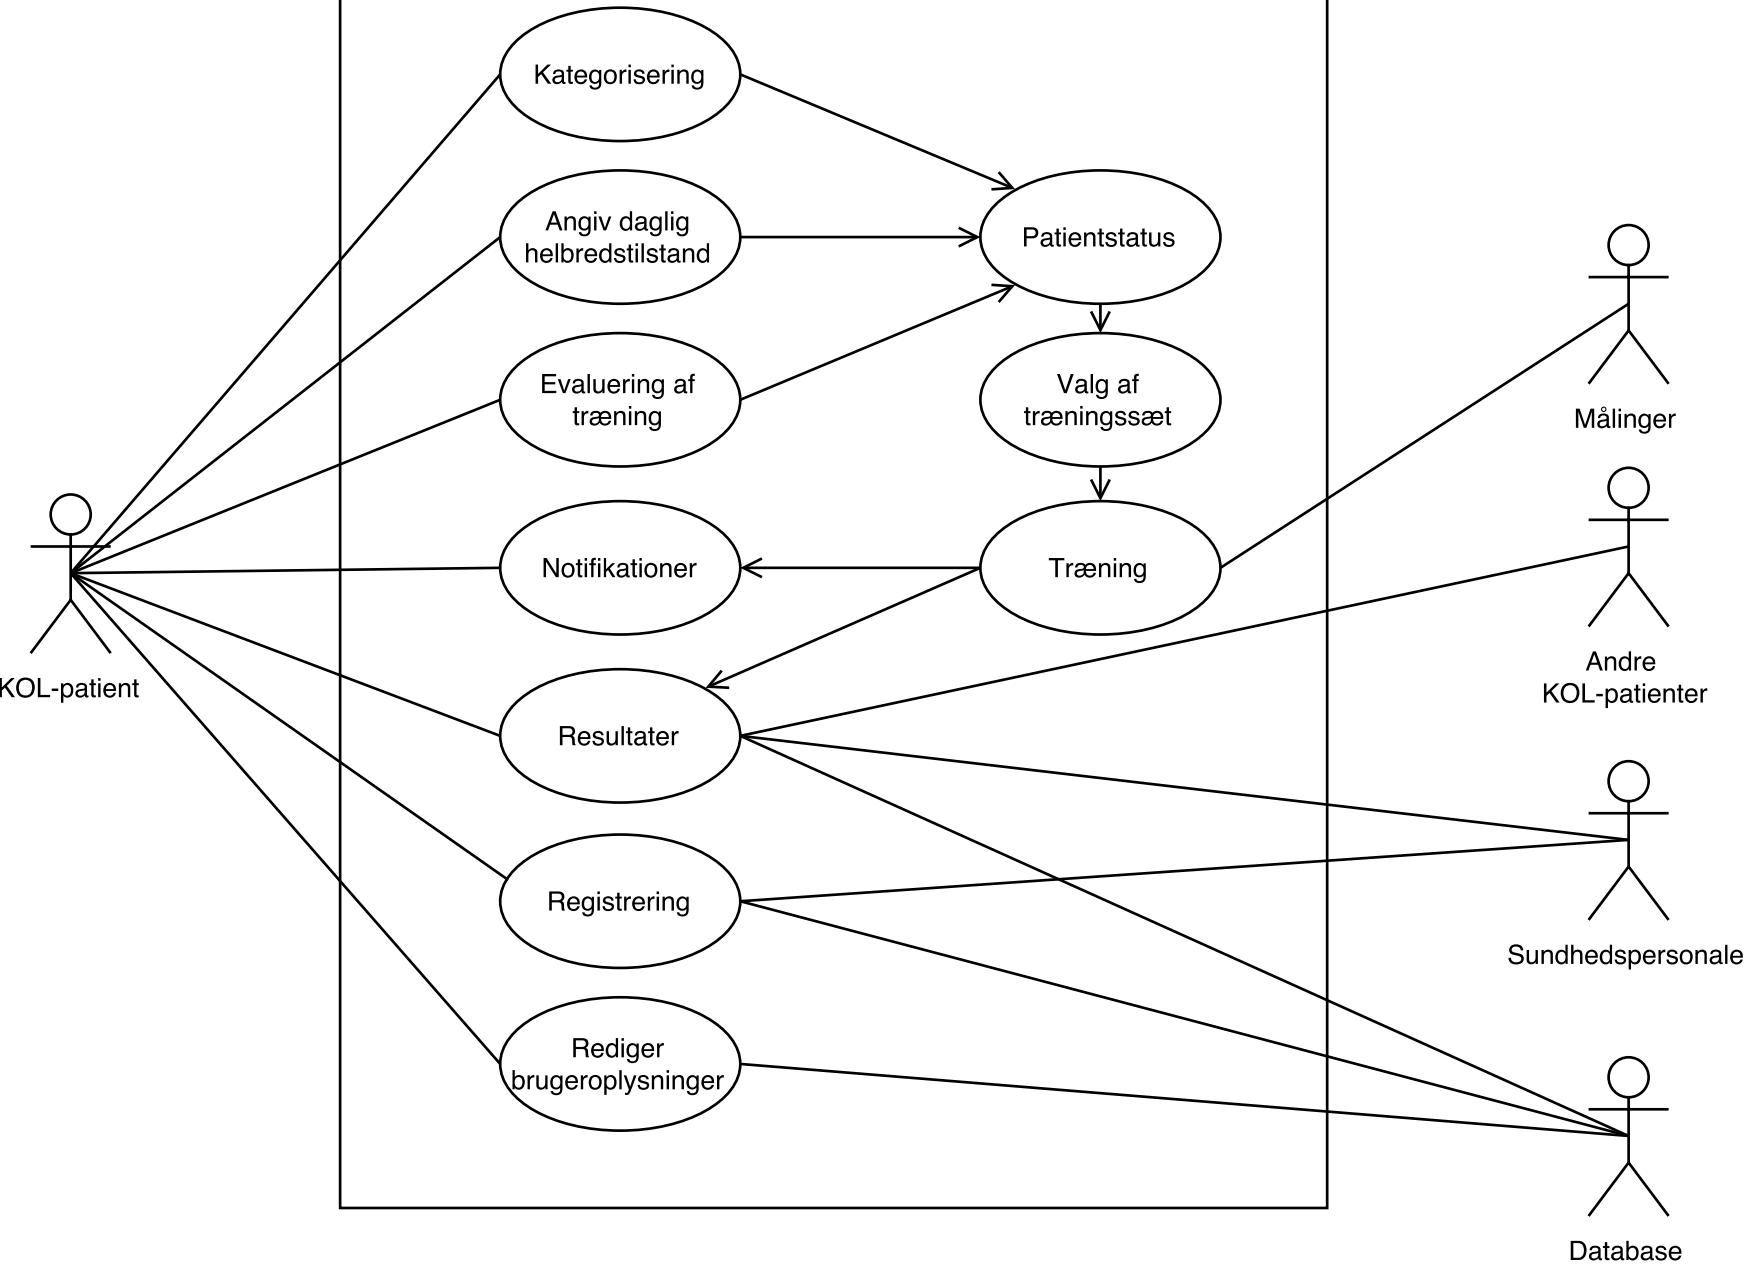 Kategorisering
Angiv daglig
helbredstilstand
Patientstatus
Evaluering af
træning
Valg af
træningssæt
Målinger
Notifikationer
Træning
KOL-patient
Andre
KOL-patienter
Resultater
Registrering
Sundhedspersonale
Rediger
brugeroplysninger
Database